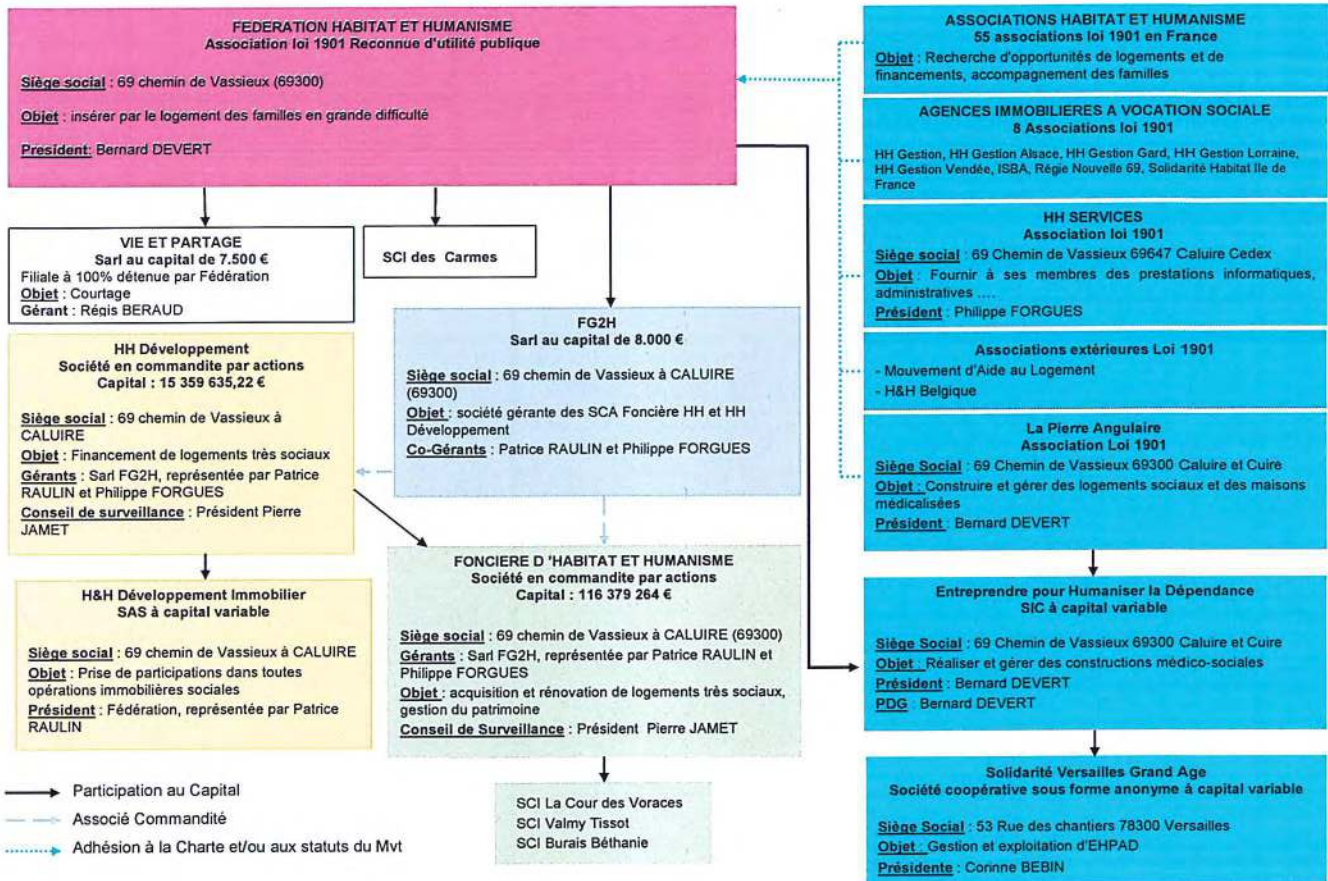 FEDERATION HABITAT ET HUMANISME
Association loi 1901 Reconnue d'utilité publique
Siège social : 69 chemin de Vassieux (69300)
Objet : insérer par le logement des familles en grande difficulté
President: Bernard DEVERT
VIE ET PARTAGE
Sarl au capital de 7.500 €
Filiale à 100% détenue par Fédération
Objet : Courtage
Gérant : Régis BERAUD
SCI des Carmes
HH Développement
Société en commandite par actions
Capital : 15 359 635,22 €
Siège social : 69 chemin de Vassieux à
CALUIRE
Objet : Financement de logements très sociaux
Gérants : Sarl FG2H, représentée par Patrice
RAULIN et Philippe FORGUES
Conseil de surveillance : Président Pierre
JAMET
FG2H
Sarl au capital de 8.000 €
Siège social : 69 chemin de Vassieux à CALUIRE
(69300)
Objet : société gérante des SCA Foncière HH et HH
Développement
Co-Gérants : Patrice RAULIN et Philippe FORGUES
H&H Développement Immobilier
SAS à capital variable
Siège social : 69 chemin de Vassieux à CALUIRE
Objet : Prise de participations dans toutes
opérations immobilières sociales
Président : Fédération, représentée par Patrice
RAULIN
FONCIERE D 'HABITAT ET HUMANISME
Société en commandite par actions
Capital : 116 379 264 €
Siège social : 69 chemin de Vassieux à CALUIRE (69300)
Gérants : Sarl FG2H, représentée par Patrice RAULIN et
Philippe FORGUES
Objet : acquisition et rénovation de logements très sociaux,
gestion du patrimoine
Conseil de Surveillance : Président Pierre JAMET
SCI La Cour des Voraces
SCI Valmy Tissot
SCI Burais Béthanie
Participation au Capital
Associé Commandité
Adhésion à la Charte et/ou aux statuts du Mvt
ASSOCIATIONS HABITAT ET HUMANISME
55 associations loi 1901 en France
Objet : Recherche d'opportunités de logements et de
financements, accompagnement des familles
AGENCES IMMOBILIERES A VOCATION SOCIALE
8 Associations loi 1901
HH Gestion, HH Gestion Alsace, HH Gestion Gard, HH Gestion Lorraine,
HH Gestion Vendée, ISBA, Régie Nouvelle 69, Solidarité Habitat Ile de
France
HH SERVICES
Association loi 1901
Siège social : 69 Chemin de Vassieux 69647 Caluire Cedex
Objet : Fournir à ses membres des prestations informatiques,
administratives ....
Président : Philippe FORGUES
Associations extérieures Loi 1901
- Mouvement d'Aide au Logement
- H&H Belgique
La Pierre Angulaire
Association Loi 1901
Siège Social : 69 Chemin de Vassieux 69300 Caluire et Cuire
Objet : Construire et gérer des logements sociaux et des maisons
médicalisées
Président : Bernard DEVERT
Entreprendre pour Humaniser la Dépendance
SIC à capital variable
Siège Social : 69 Chemin de Vassieux 69300 Caluire et Cuire
Objet : Réaliser et gérer des constructions médico-sociales
Président : Bernard DEVERT
PDG : Bernard DEVERT
Solidarité Versailles Grand Age
Société coopérative sous forme anonyme à capital variable
Siège Social : 53 Rue des chantiers 78300 Versailles
Objet : Gestion et exploitation d'EHPAD
Présidente : Corinne BEBIN